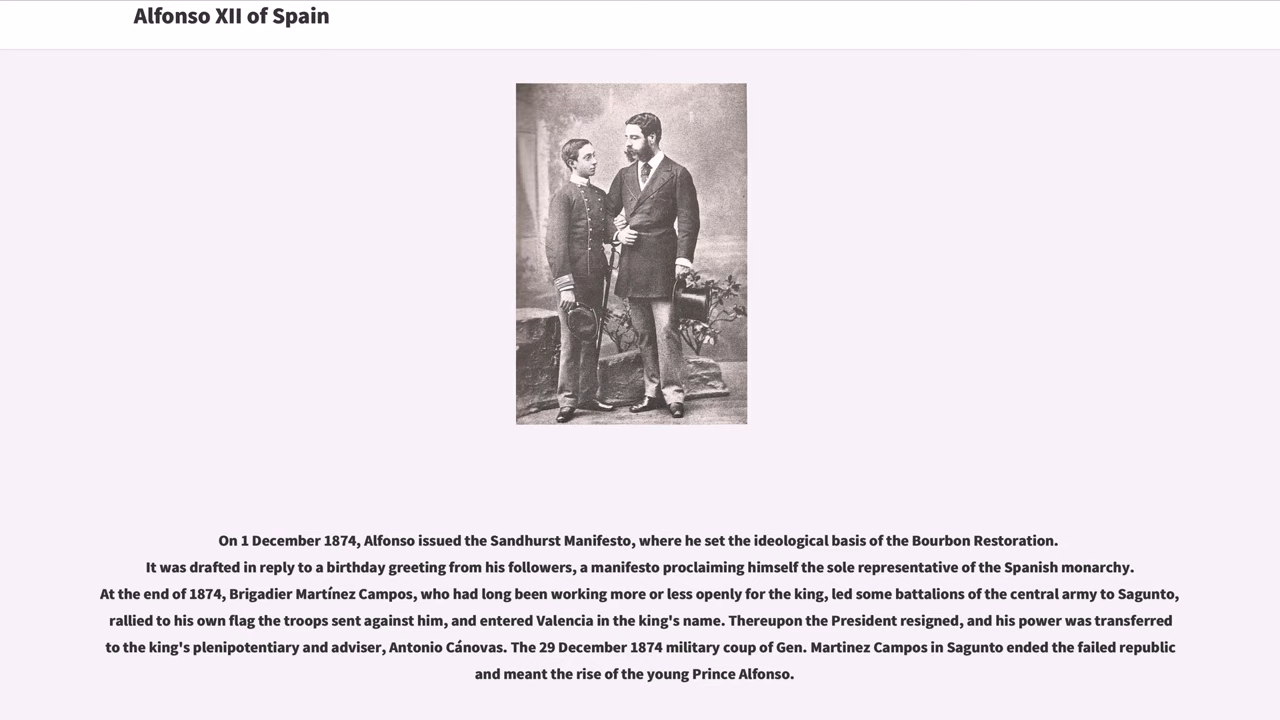 Alfonso XII of Spain
On 1 December 1874, Alfonso issued the Sandhurst Manifesto, where he set the ideological basis of the Bourbon Restoration.
It was drafted in reply to a birthday greeting from his followers, a manifesto proclaiming himself the sole representative of the Spanish monarchy.
At the end of 1874, Brigadier Martínez Campos, who had long been working more or less openly for the king, led some battalions of the central army to Sagunto,
rallied to his own flag the troops sent against him, and entered Valencia in the king's name. Thereupon the President resigned, and his power was transferred
to the king's plenipotentiary and adviser, Antonio Cánovas. The 29 December 1874 military coup of Gen. Martinez Campos in Sagunto ended the failed republic
and meant the rise of the young Prince Alfonso.